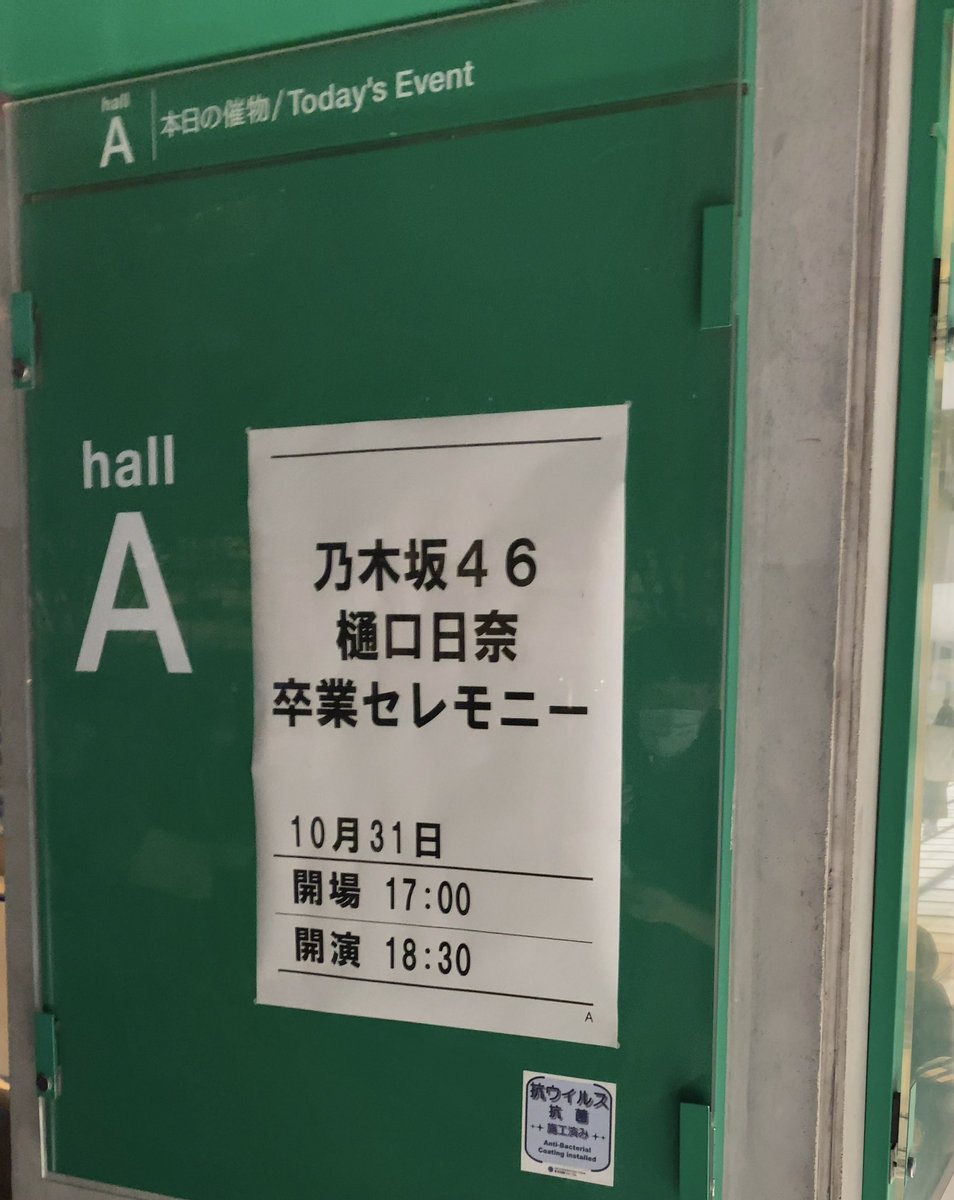 hall
A
本日の催物/Today's Event
hall
A
乃木坂４６
樋口日奈
卒業セレモニー
10月31日
開場 17:00
開演 18:30
A
抗ウイルス
抗菌
施工済み
Anti-Bacterial
Coating installed